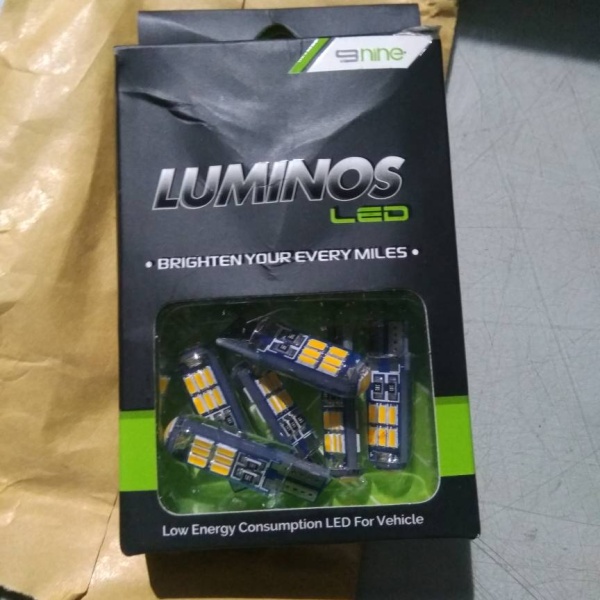 9nine
LUMINOS
LED
• BRIGHTEN YOUR EVERY MILES •
Low Energy Consumption LED For Vehicle